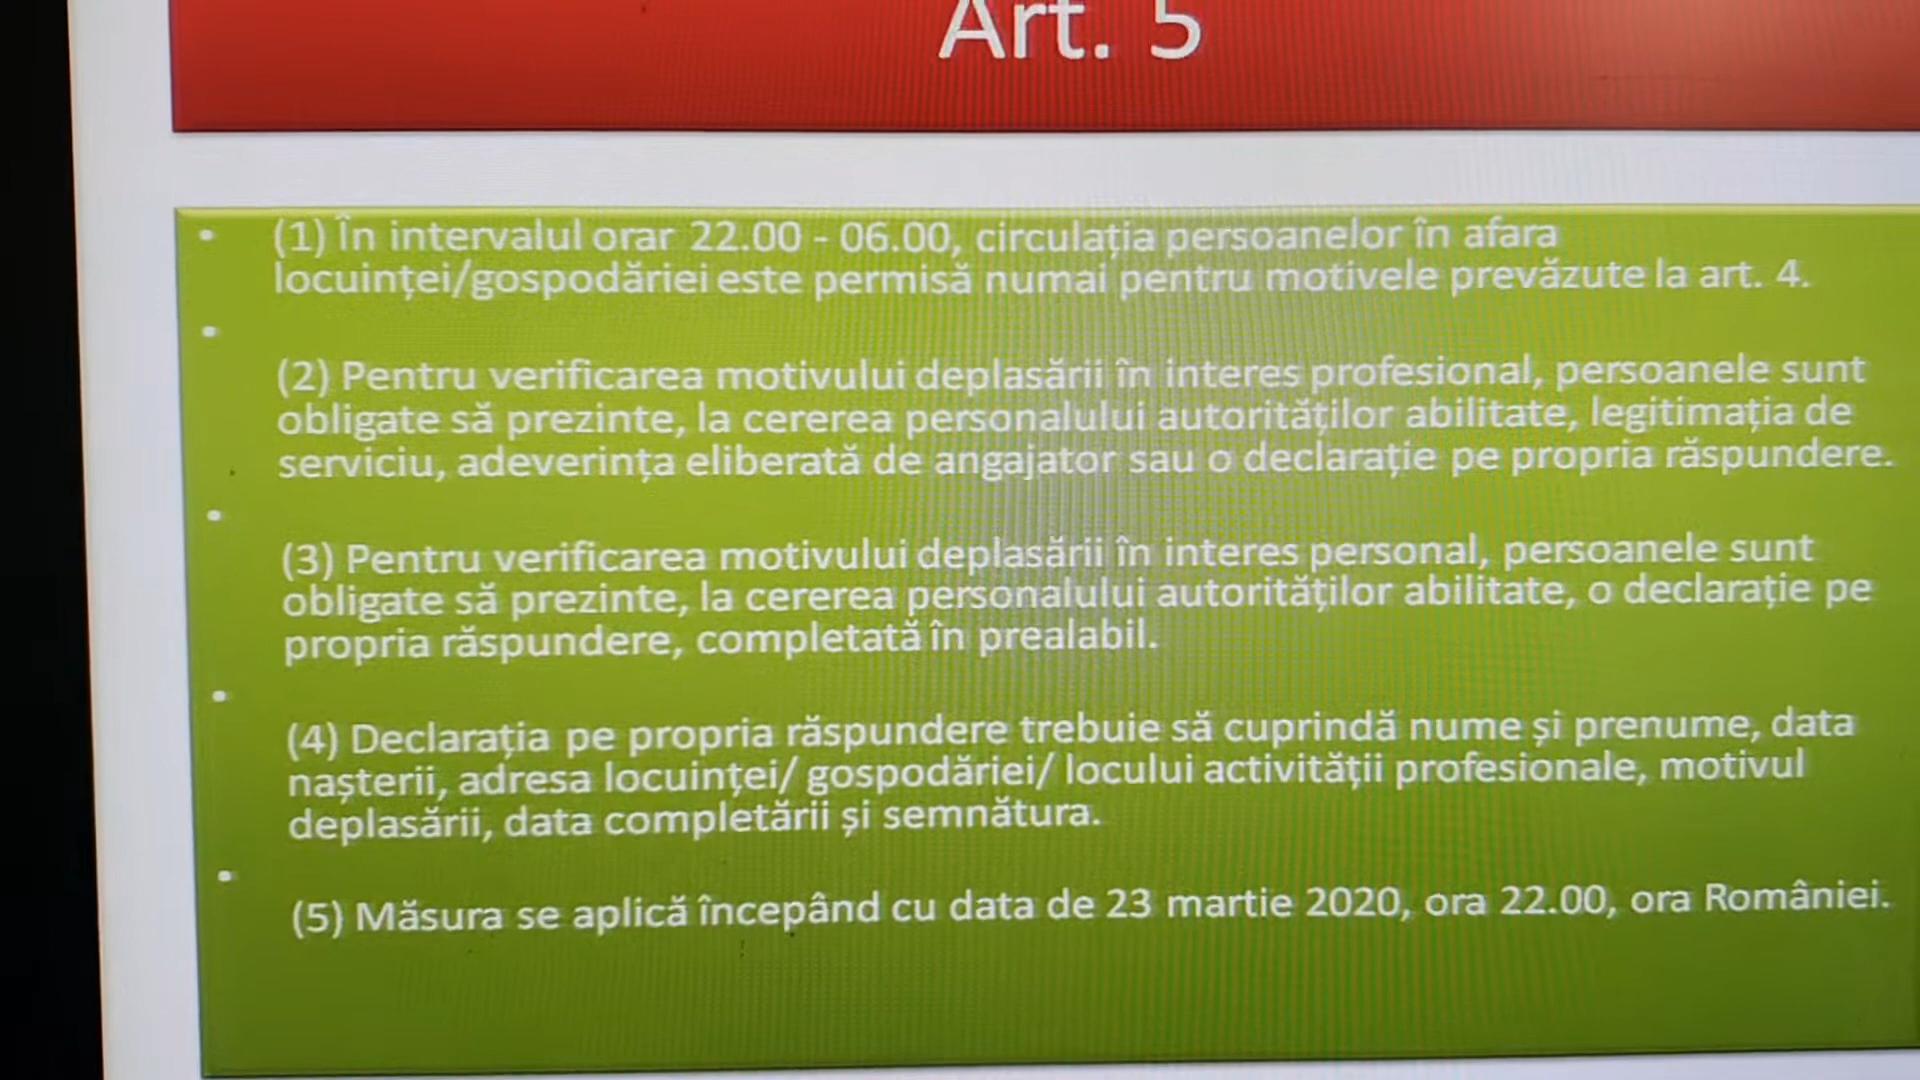 Art. 5
(1) În intervalul orar 22.00 - 06.00, circulația persoanelor în afara
locuinței/gospodăriei este permisă numai pentru motivele prevăzute la art. 4.
(2) Pentru verificarea motivului deplasării în interes profesional, persoanele sunt
obligate să prezinte, la cererea personalului autorităților abilitate, legitimația de
serviciu, adeverința eliberată de angajator sau o declarație pe propria răspundere.
(3) Pentru verificarea motivului deplasării în interes personal, persoanele sunt
obligate să prezinte, la cererea personalului autorităților abilitate, o declarație pe
propria răspundere, completată în prealabil.
(4) Declarația pe propria răspundere trebuie să cuprindă nume și prenume, data
nașterii, adresa locuinței/ gospodăriei/ locului activității profesionale, motivul
deplasării, data completării și semnătura.
(5) Măsura se aplică începând cu data de 23 martie 2020, ora 22.00, ora României.